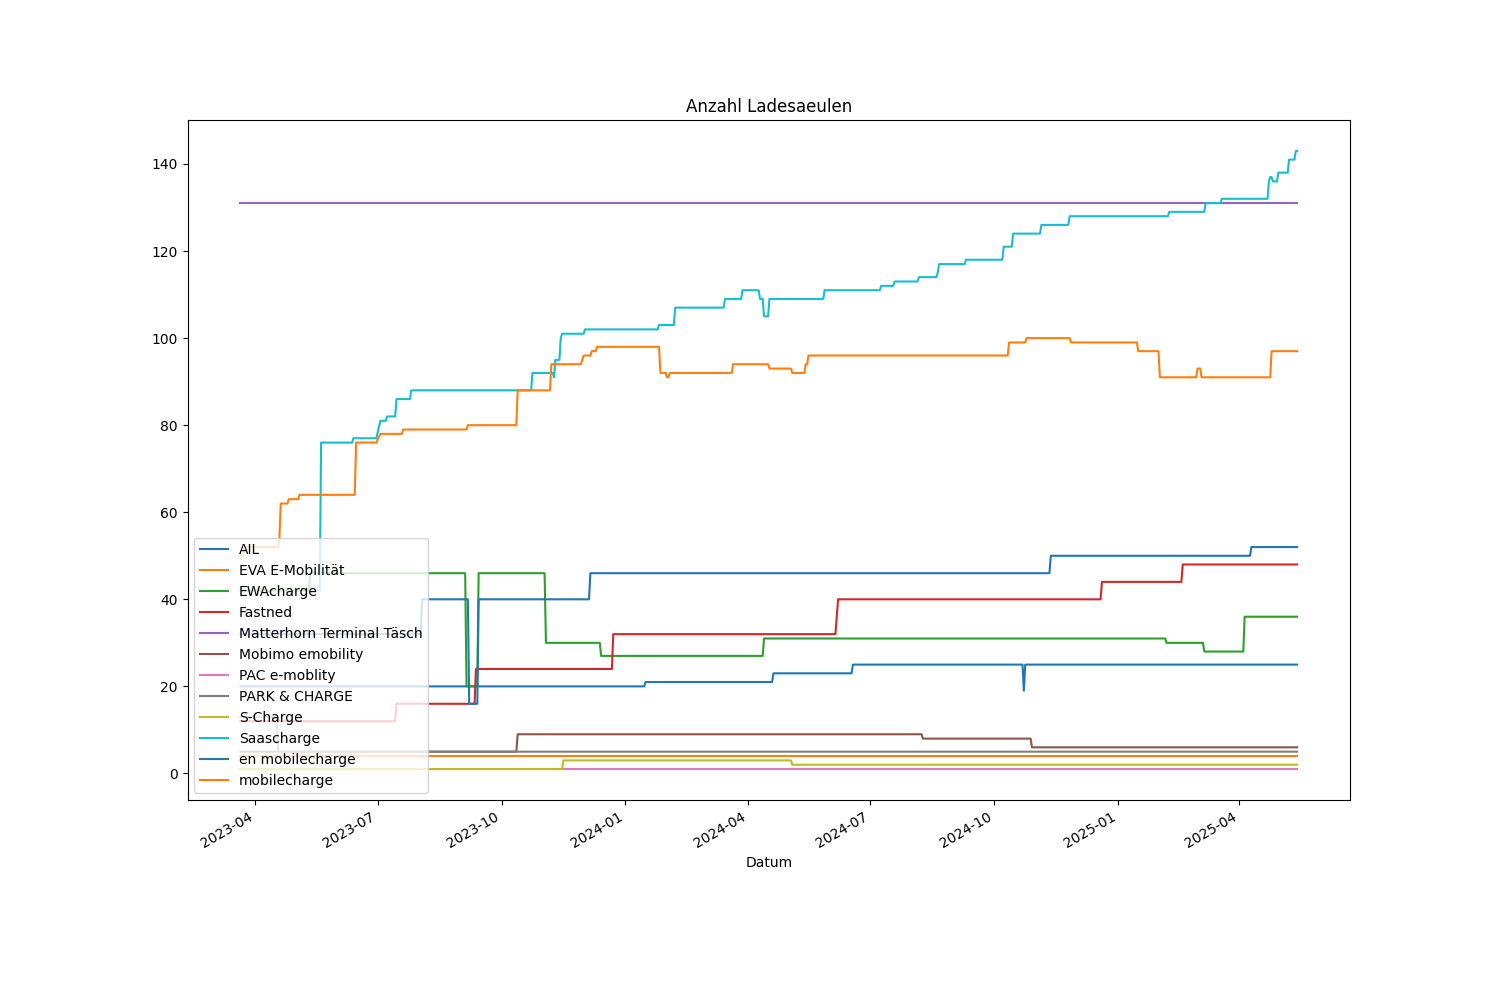 Anzahl Ladesaeulen
140
120
100
80
60
40
20
0
AIL
EVA E-Mobilität
EWAcharge
Fastned
Matterhorn Terminal Täsch
Mobimo emobility
PAC e-moblity
PARK & CHARGE
S-Charge
Saascharge
en mobilecharge
mobilecharge
2023-04
2023-07
2023-10
2024-01
2024-04
2024-07
2024-10
2025-01
2025-04
Datum